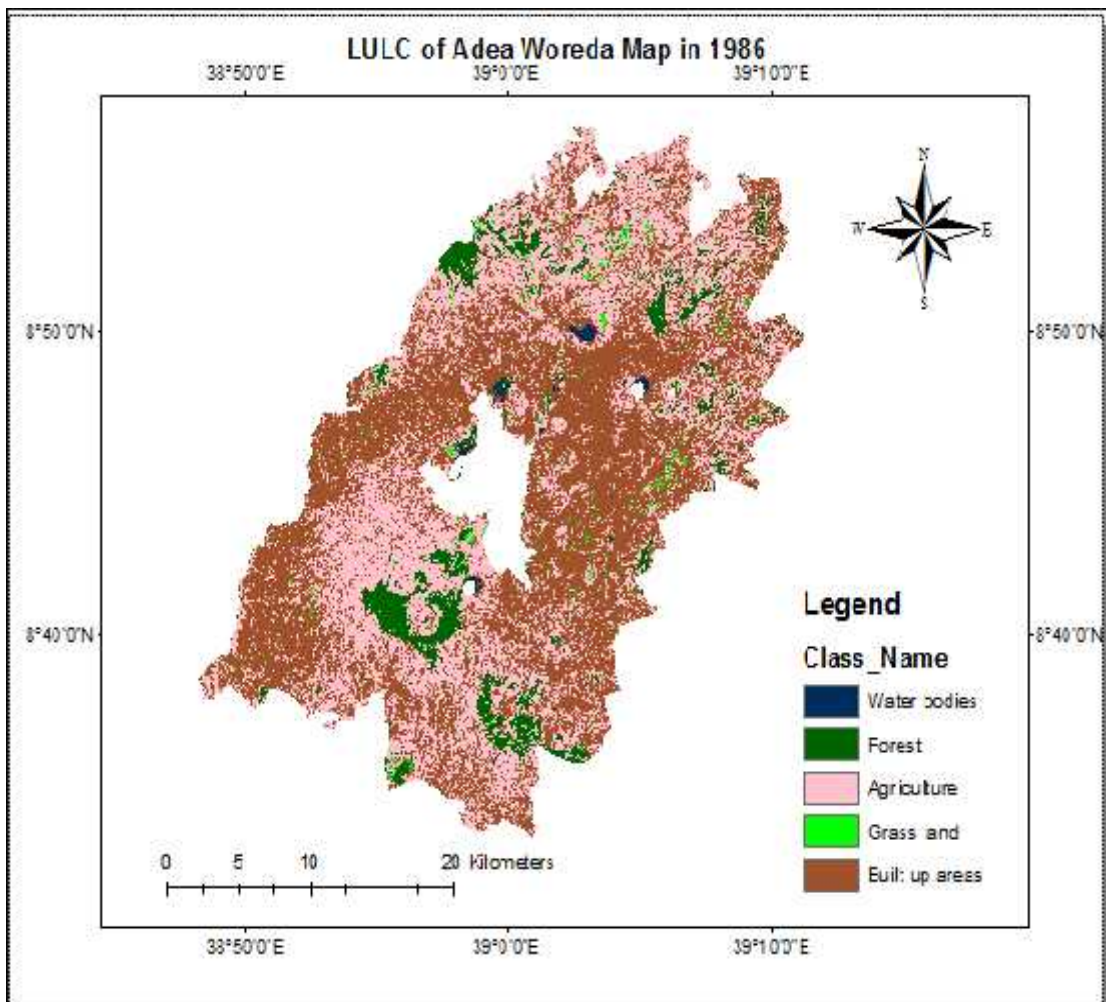 LULC of Adea Woreda Map in 1986
38°50'0"E 39°0'0"E 39°10'0"E
N
W E
S
8°50'0"N 8°50'0"N
8°40'0"N 8°40'0"N
Legend
Class_Name
Water bodies
Forest
Agriculture
Grass land
Built up areas
0 5 10 20 Kilometers
38°50'0"E 39°0'0"E 39°10'0"E